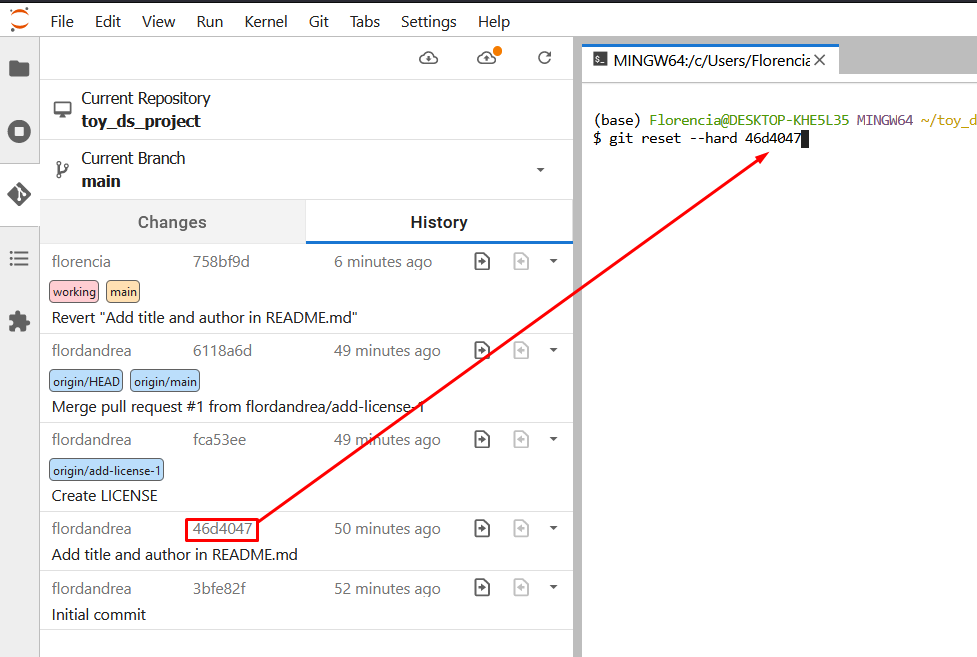 File Edit View Run Kernel Git Tabs Settings Help
Current Repository
toy_ds_project
Current Branch
main
Changes History
florencia 758bf9d 6 minutes ago
working main
Revert "Add title and author in README.md"
flordandrea 6118a6d 49 minutes ago
origin/HEAD origin/main
Merge pull request #1 from flordandrea/add-license-1
flordandrea fca53ee 49 minutes ago
origin/add-license-1
Create LICENSE
flordandrea 46d4047 50 minutes ago
Add title and author in README.md
flordandrea 3bfe82f 52 minutes ago
Initial commit
MINGW64:/c/Users/Florencia
(base) Florencia@DESKTOP-KHE5L35 MINGW64 ~/toy_d
$ git reset --hard 46d4047